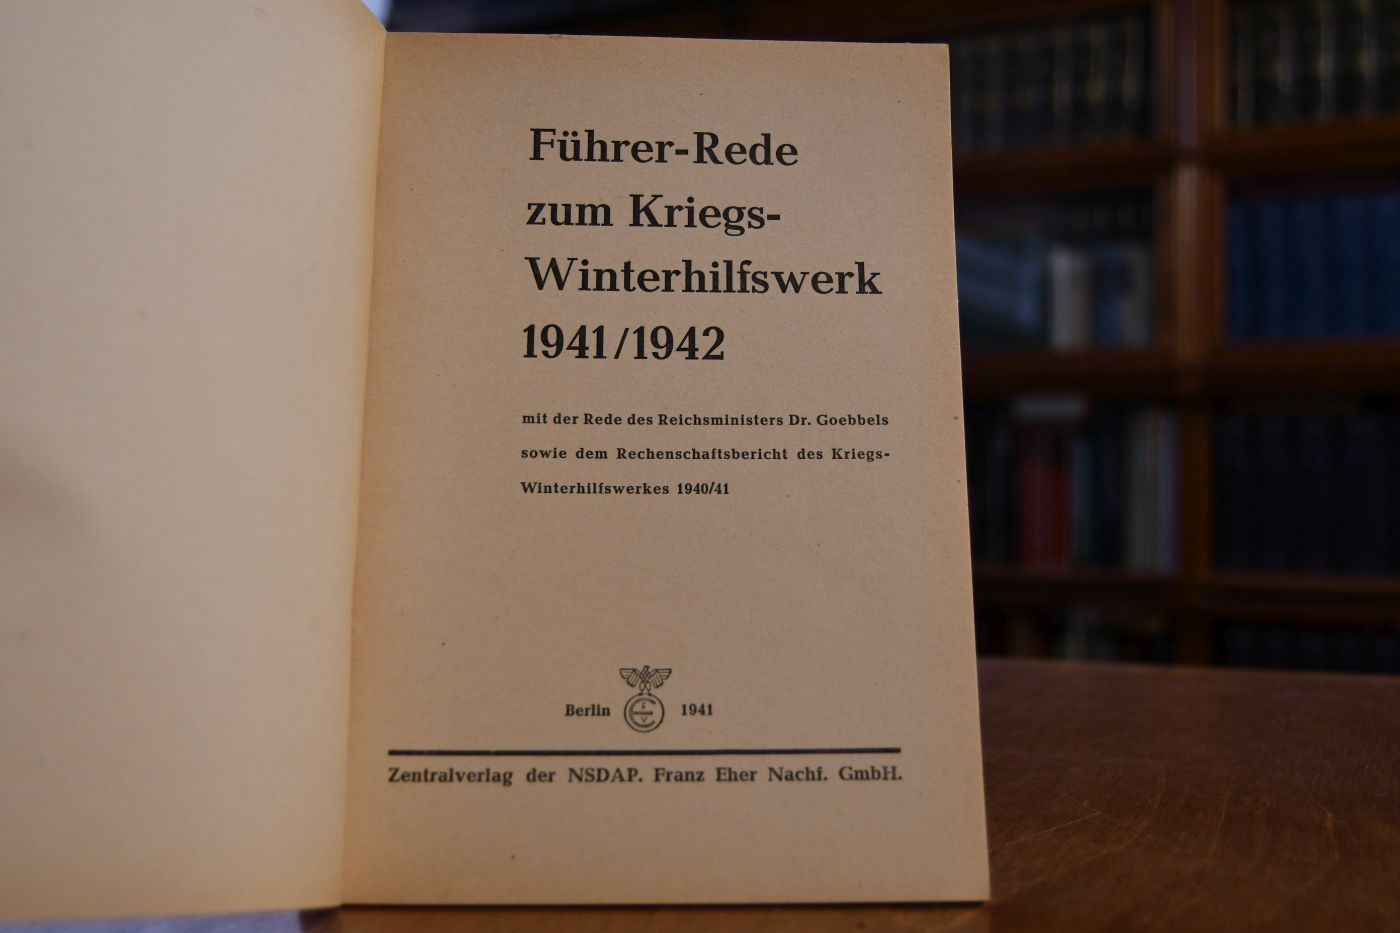 Führer-Rede
zum Kriegs-
Winterhilfswerk
1941/1942
mit der Rede des Reichsministers Dr. Goebbels
sowie dem Rechenschaftsbericht des Kriegs-
Winterhilfswerkes 1940/41
Berlin 1941
Zentralverlag der NSDAP. Franz Eher Nachf. GmbH.